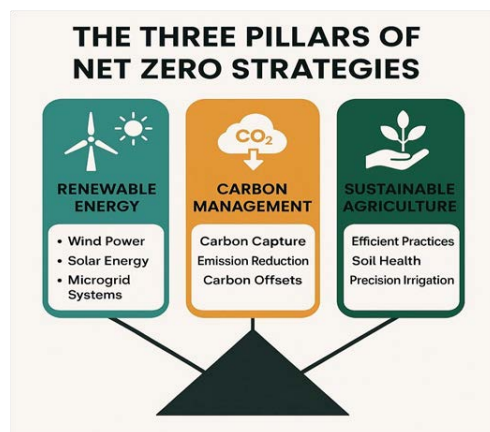 THE THREE PILLARS OF
NET ZERO STRATEGIES
CO₂
RENEWABLE
ENERGY
• Wind Power
• Solar Energy
• Microgrid
Systems
CARBON
MANAGEMENT
Carbon Capture
Emission Reduction
Carbon Offsets
SUSTAINABLE
AGRICULTURE
Efficient Practices
Soil Health
Precision Irrigation